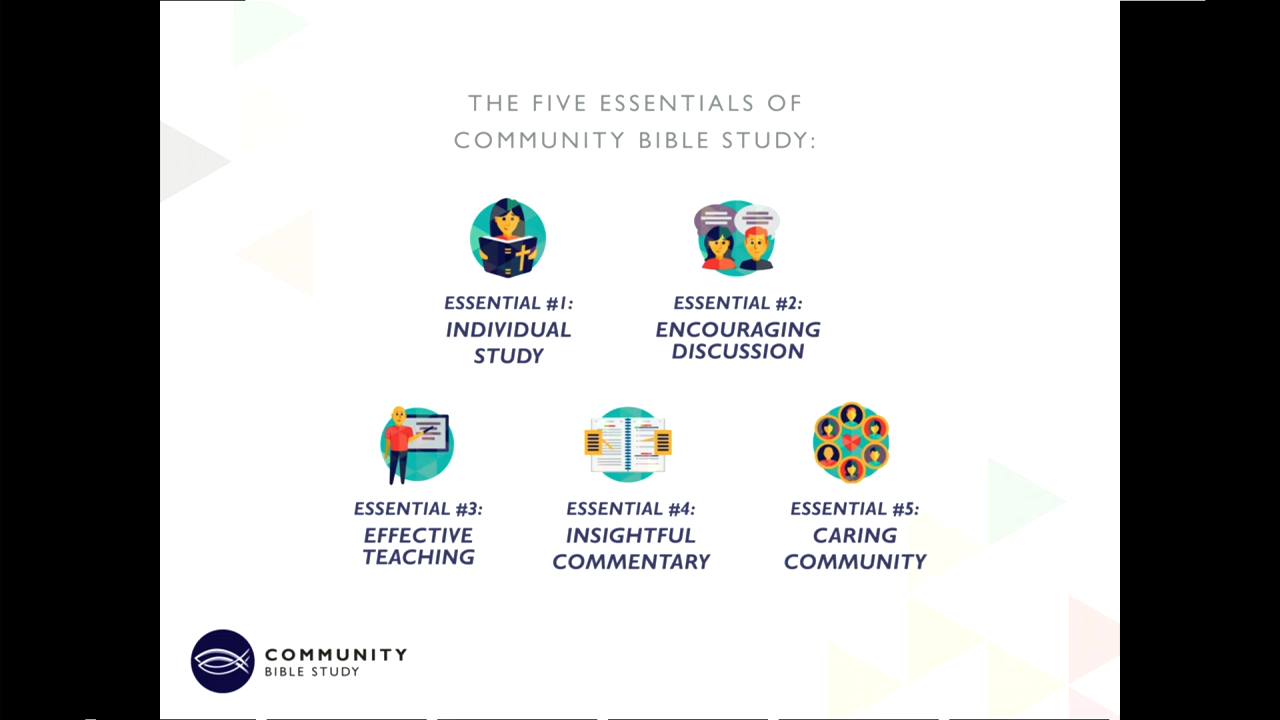 THE FIVE ESSENTIALS OF
COMMUNITY BIBLE STUDY:
ESSENTIAL #1:
INDIVIDUAL
STUDY
ESSENTIAL #2:
ENCOURAGING
DISCUSSION
ESSENTIAL #3:
EFFECTIVE
TEACHING
ESSENTIAL #4:
INSIGHTFUL
COMMENTARY
ESSENTIAL #5:
CARING
COMMUNITY
COMMUNITY
BIBLE STUDY